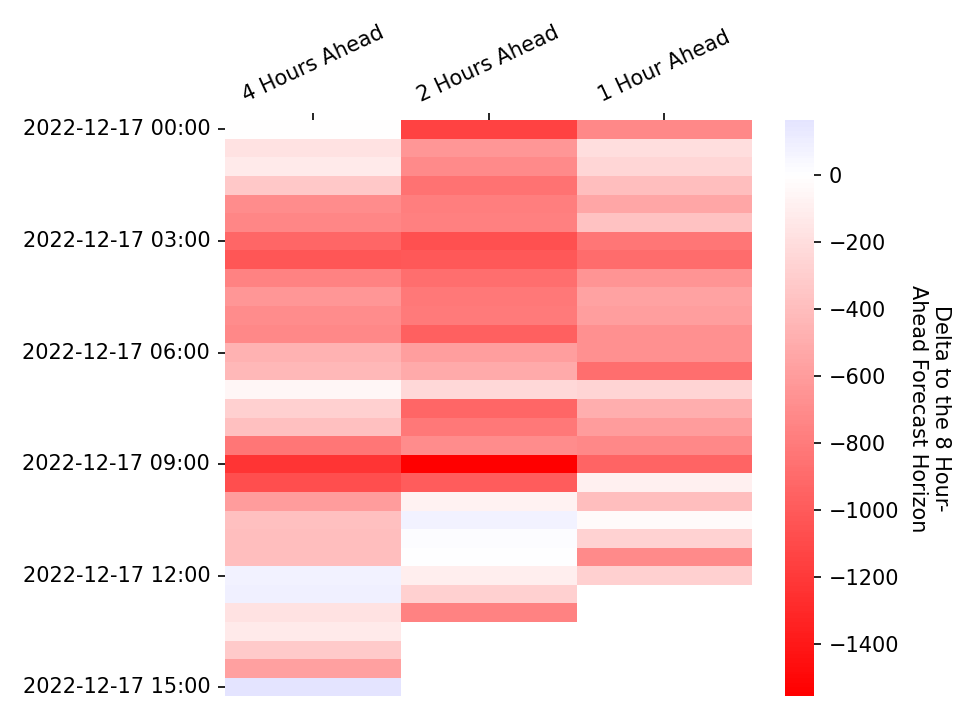 4 Hours Ahead
2 Hours Ahead
1 Hour Ahead
2022-12-17 00:00
2022-12-17 03:00
2022-12-17 06:00
2022-12-17 09:00
2022-12-17 12:00
2022-12-17 15:00
0
−200
−400
−600
−800
−1000
−1200
−1400
Delta to the 8 Hour-
Ahead Forecast Horizon